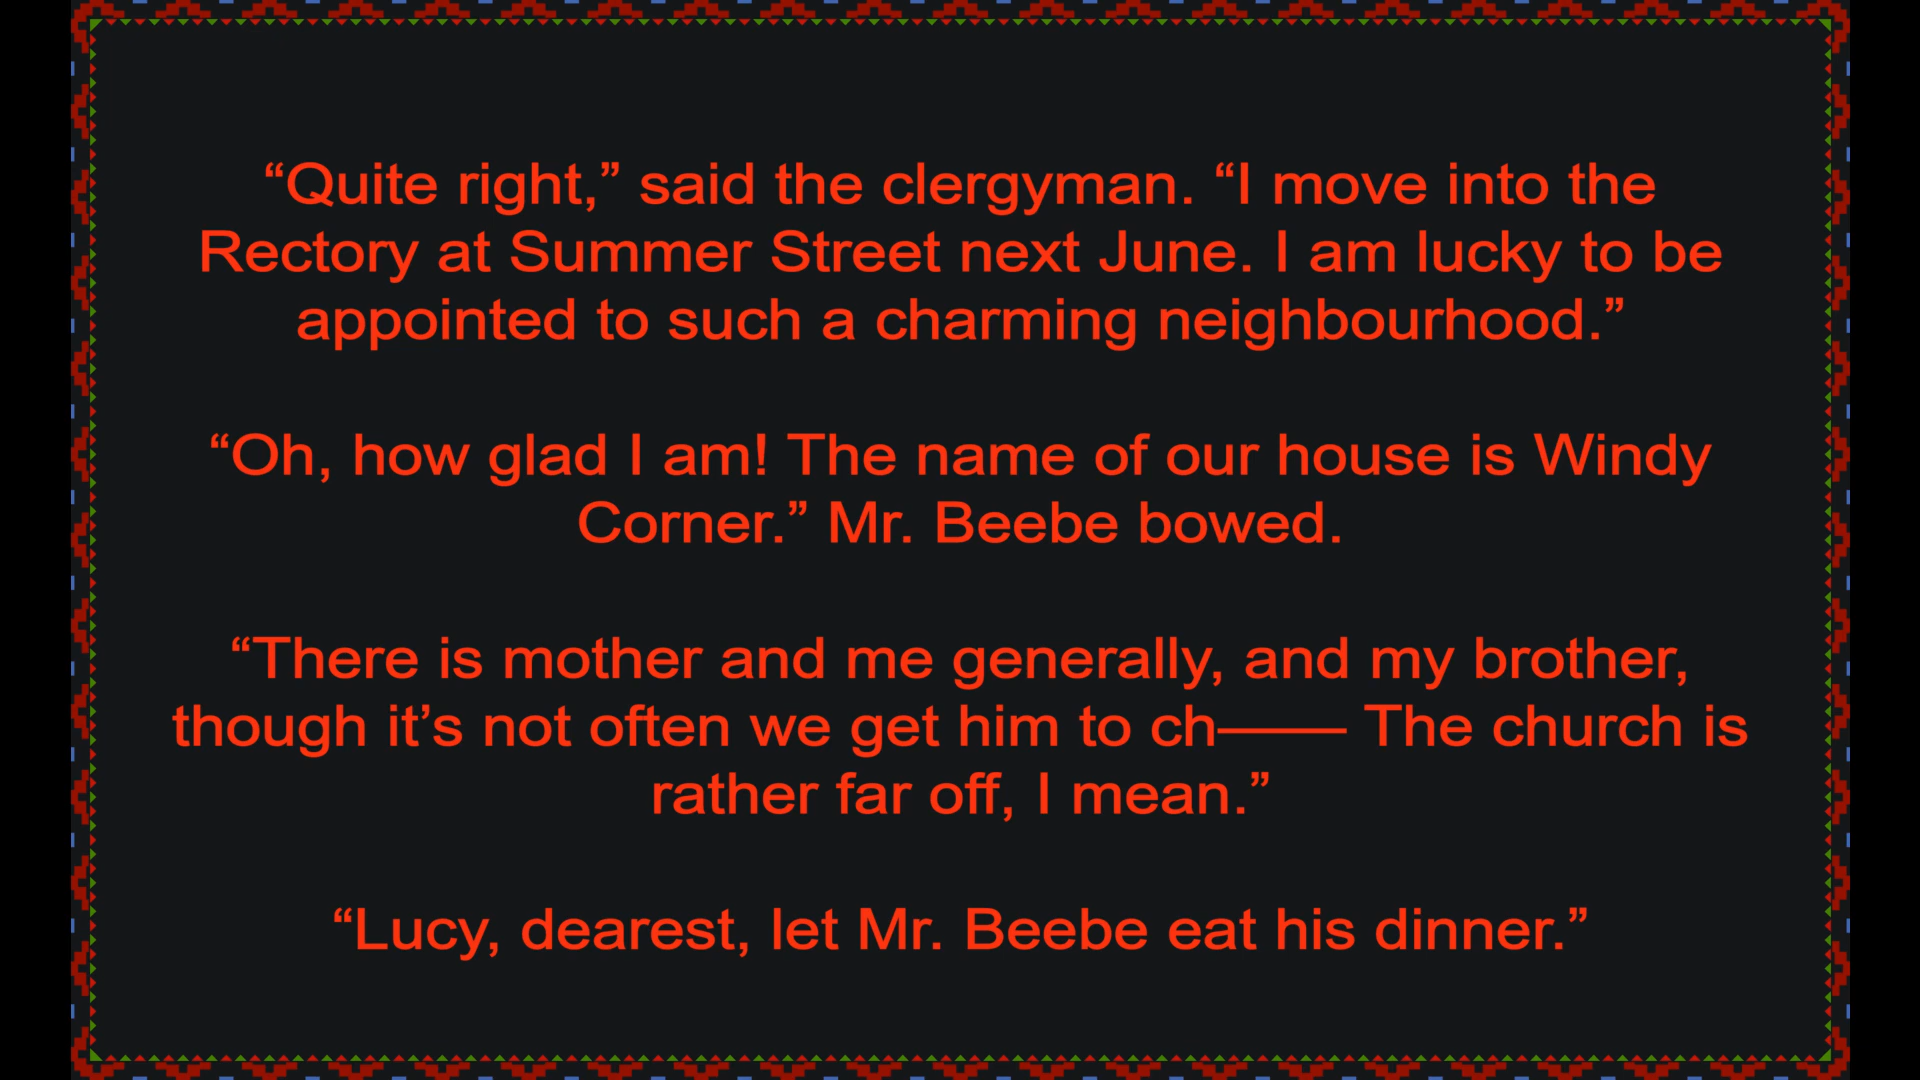 “Quite right,” said the clergyman. “I move into the
Rectory at Summer Street next June. I am lucky to be
appointed to such a charming neighbourhood.”
“Oh, how glad I am! The name of our house is Windy
Corner.” Mr. Beebe bowed.
“There is mother and me generally, and my brother,
though it’s not often we get him to ch—— The church is
rather far off, I mean.”
“Lucy, dearest, let Mr. Beebe eat his dinner.”